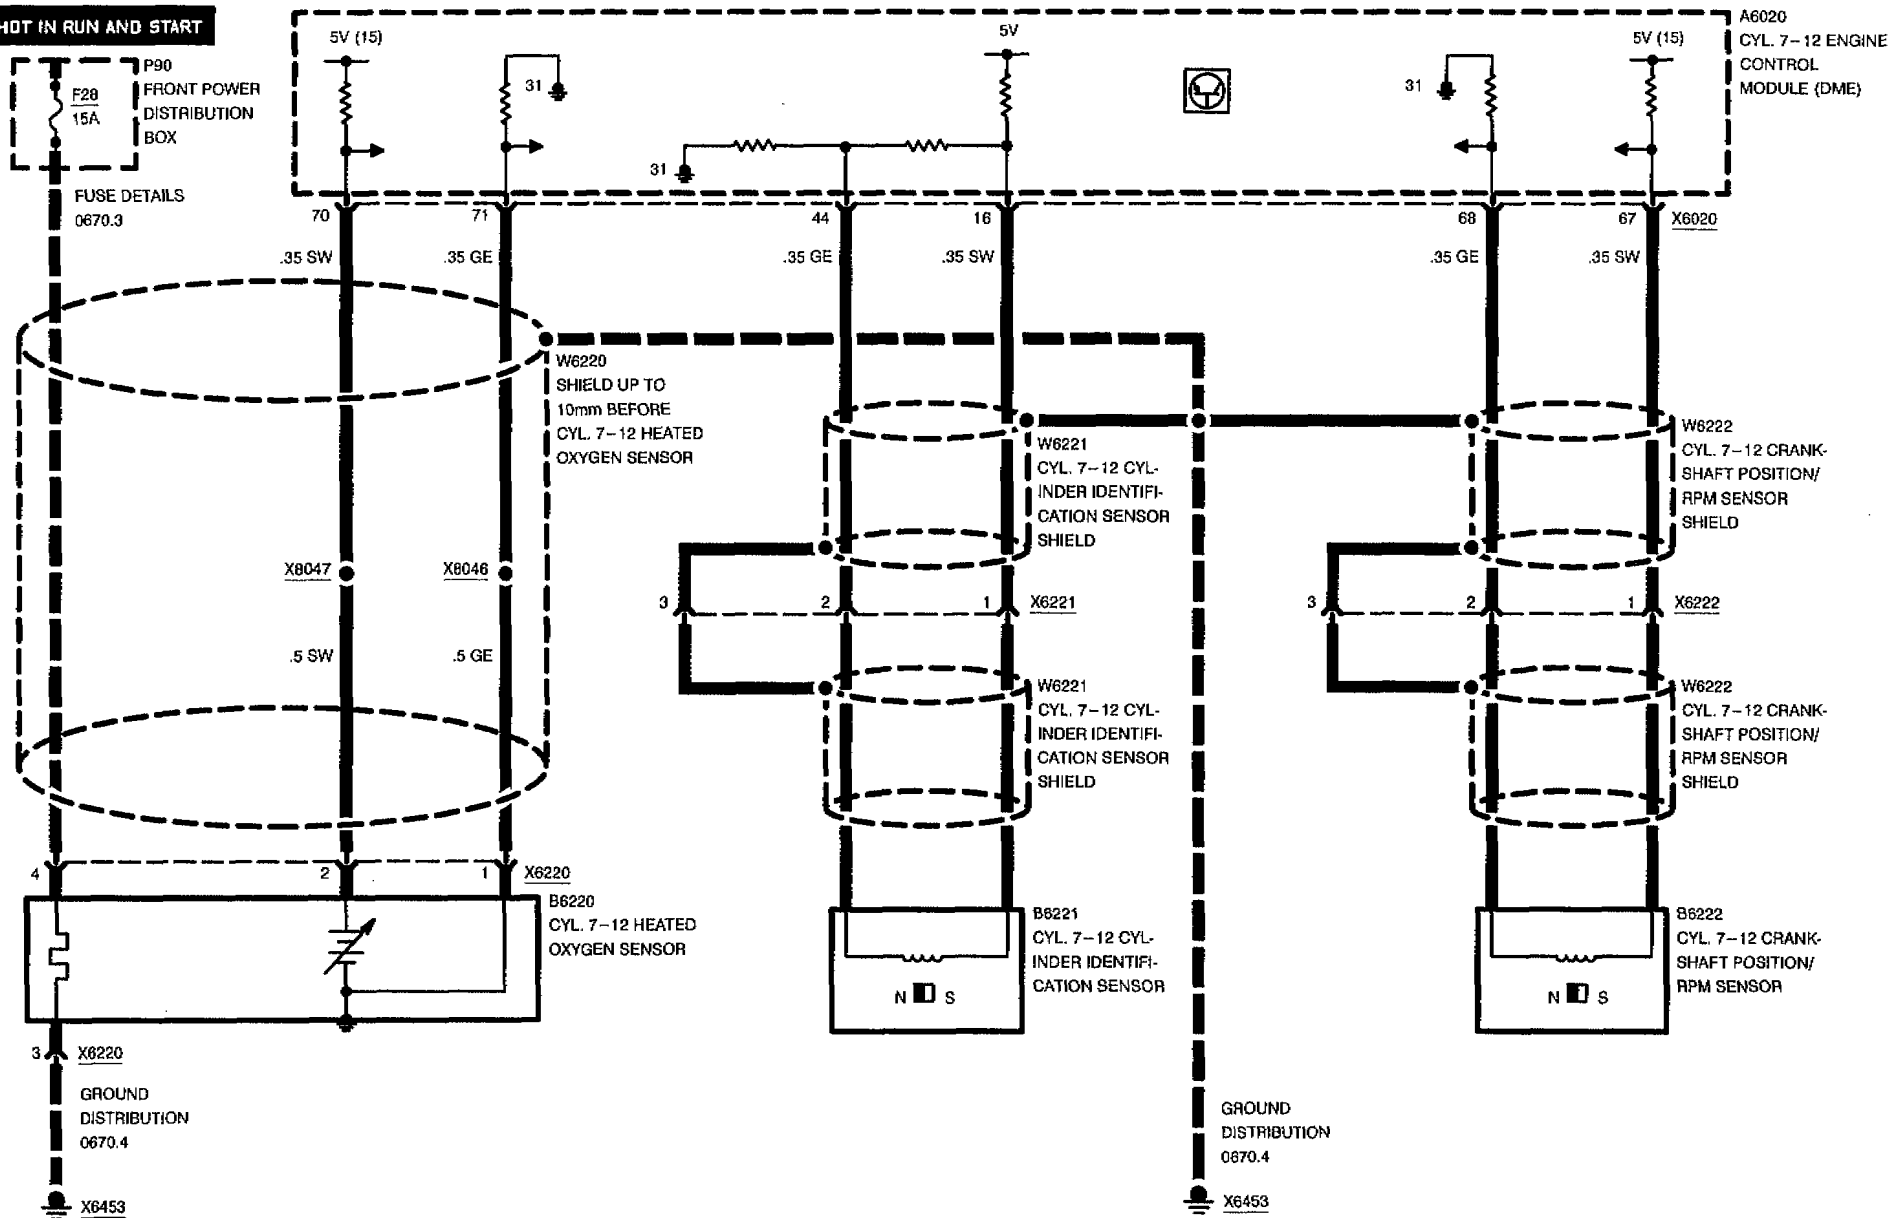 HOT IN RUN AND START
P90
FRONT POWER
DISTRIBUTION
BOX
F28
15A
FUSE DETAILS
0670.3
5V (15)
31
5V
31
31
5V (15)
A6020
CYL. 7-12 ENGINE
CONTROL
MODULE (DME)
70
71
44
16
68
67
X6020
.35 SW
.35 GE
.35 GE
.35 SW
.35 GE
.35 SW
W6220
SHIELD UP TO
10mm BEFORE
CYL. 7-12 HEATED
OXYGEN SENSOR
W6221
CYL. 7-12 CYL-
INDER IDENTIFI-
CATION SENSOR
SHIELD
W6222
CYL. 7-12 CRANK-
SHAFT POSITION/
RPM SENSOR
SHIELD
X8047
X8046
3
2
1
X6221
3
2
1
X6222
.5 SW
.5 GE
W6221
CYL. 7-12 CYL-
INDER IDENTIFI-
CATION SENSOR
SHIELD
W6222
CYL. 7-12 CRANK-
SHAFT POSITION/
RPM SENSOR
SHIELD
4
2
1
X6220
B6220
CYL. 7-12 HEATED
OXYGEN SENSOR
B6221
CYL. 7-12 CYL-
INDER IDENTIFI-
CATION SENSOR
N S
B6222
CYL. 7-12 CRANK-
SHAFT POSITION/
RPM SENSOR
N S
3
X6220
GROUND
DISTRIBUTION
0670.4
X6453
GROUND
DISTRIBUTION
0670.4
X6453